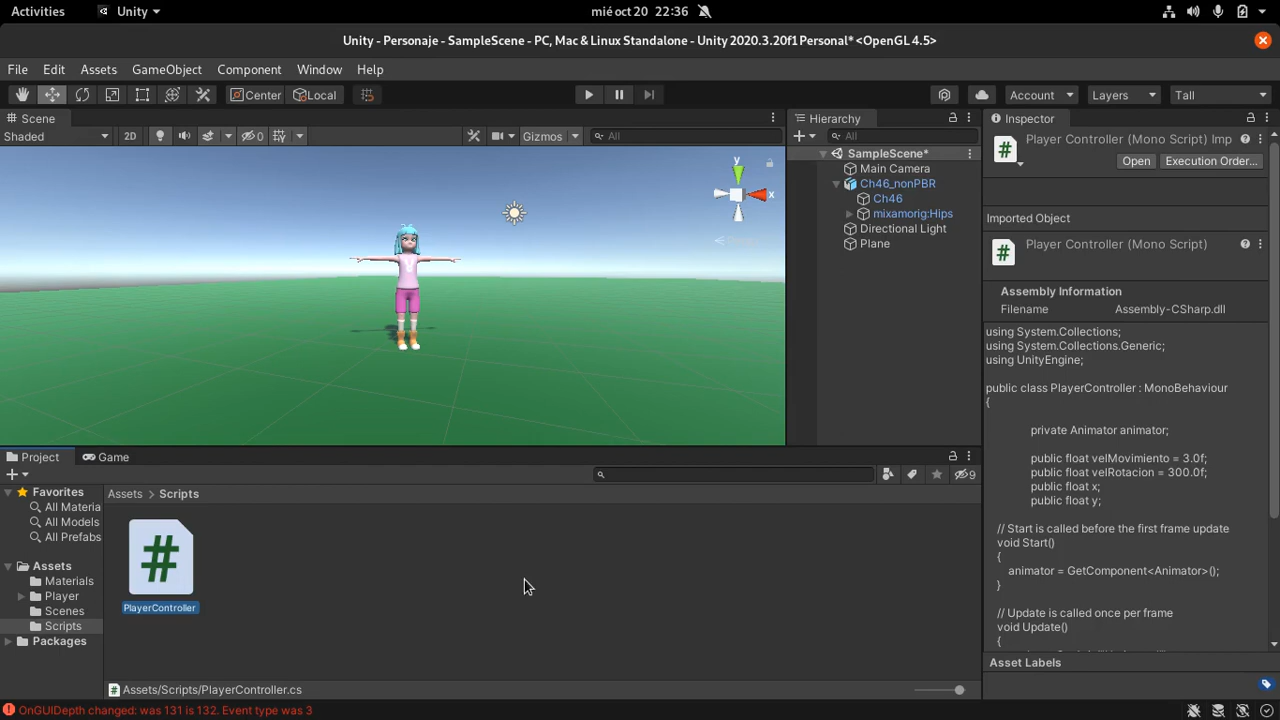 Activities Unity mié oct 20 22:36
Unity - Personaje - SampleScene - PC, Mac & Linux Standalone - Unity 2020.3.20f1 Personal* <OpenGL 4.5>
File Edit Assets GameObject Component Window Help
Center Local Account Layers Tall
Scene
Shaded 2D 0 Gizmos All
y
x
Hierarchy
All
SampleScene*
Main Camera
Ch46_nonPBR
Ch46
mixamorig:Hips
Directional Light
Plane
Inspector
Player Controller (Mono Script) Imp
Open Execution Order...
Imported Object
Player Controller (Mono Script)
Assembly Information
Filename Assembly-CSharp.dll
using System.Collections;
using System.Collections.Generic;
using UnityEngine;
public class PlayerController : MonoBehaviour
{
private Animator animator;
public float velMovimiento = 3.0f;
public float velRotacion = 300.0f;
public float x;
public float y;
// Start is called before the first frame update
void Start()
{
animator = GetComponent<Animator>();
}
// Update is called once per frame
void Update()
{
Asset Labels
Project Game
9
Favorites
All Materia
All Models
All Prefabs
Assets
Materials
Player
Scenes
Scripts
Packages
Assets > Scripts
#
PlayerController
Assets/Scripts/PlayerController.cs
OnGUIDepth changed: was 131 is 132. Event type was 3